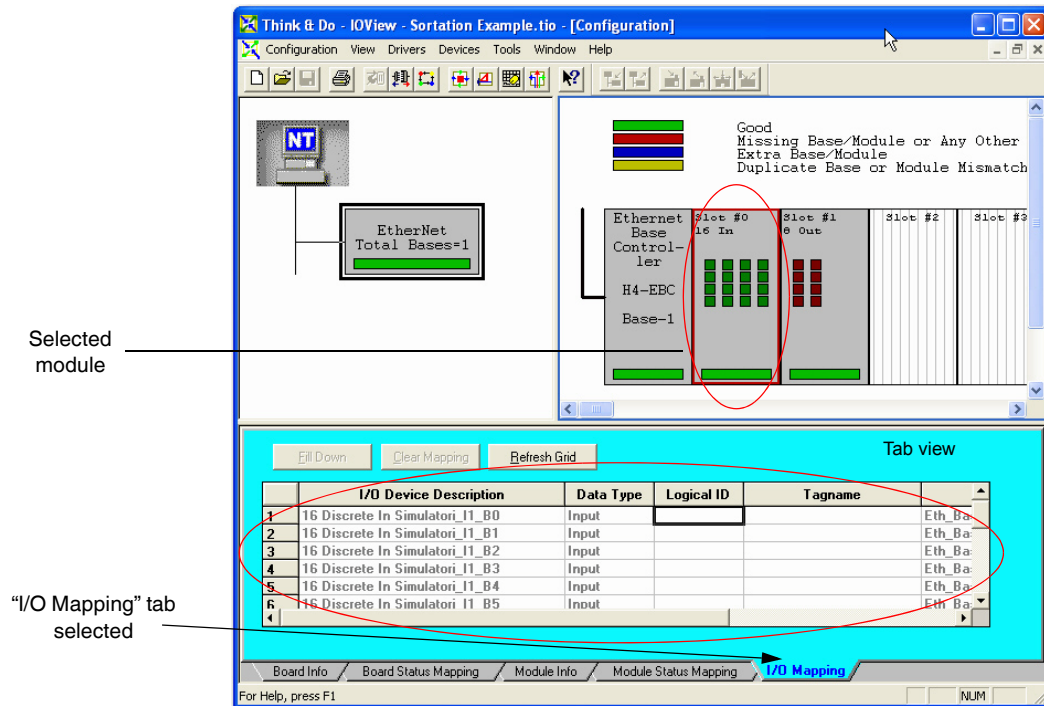 Think & Do - IOView - Sortation Example.tio - [Configuration]
Configuration View Drivers Devices Tools Window Help
NT
EtherNet
Total Bases=1
Good
Missing Base/Module or Any Other
Extra Base/Module
Duplicate Base or Module Mismatch
Ethernet
Base
Control-
ler
H4-EBC
Base-1
Slot #0
16 In
Slot #1
8 Out
Slot #2
Slot #3
Selected
module
Tab view
Fill Down Clear Mapping Refresh Grid
I/O Device Description Data Type Logical ID Tagname
1 16 Discrete In Simulatori_I1_B0 Input Eth_Ba
2 16 Discrete In Simulatori_I1_B1 Input Eth_Ba
3 16 Discrete In Simulatori_I1_B2 Input Eth_Ba
4 16 Discrete In Simulatori_I1_B3 Input Eth_Ba
5 16 Discrete In Simulatori_I1_B4 Input Eth_Ba
6 16 Discrete In Simulatori_I1_B5 Input Eth_Ba
“I/O Mapping” tab
selected
Board Info Board Status Mapping Module Info Module Status Mapping I/O Mapping
For Help, press F1
NUM